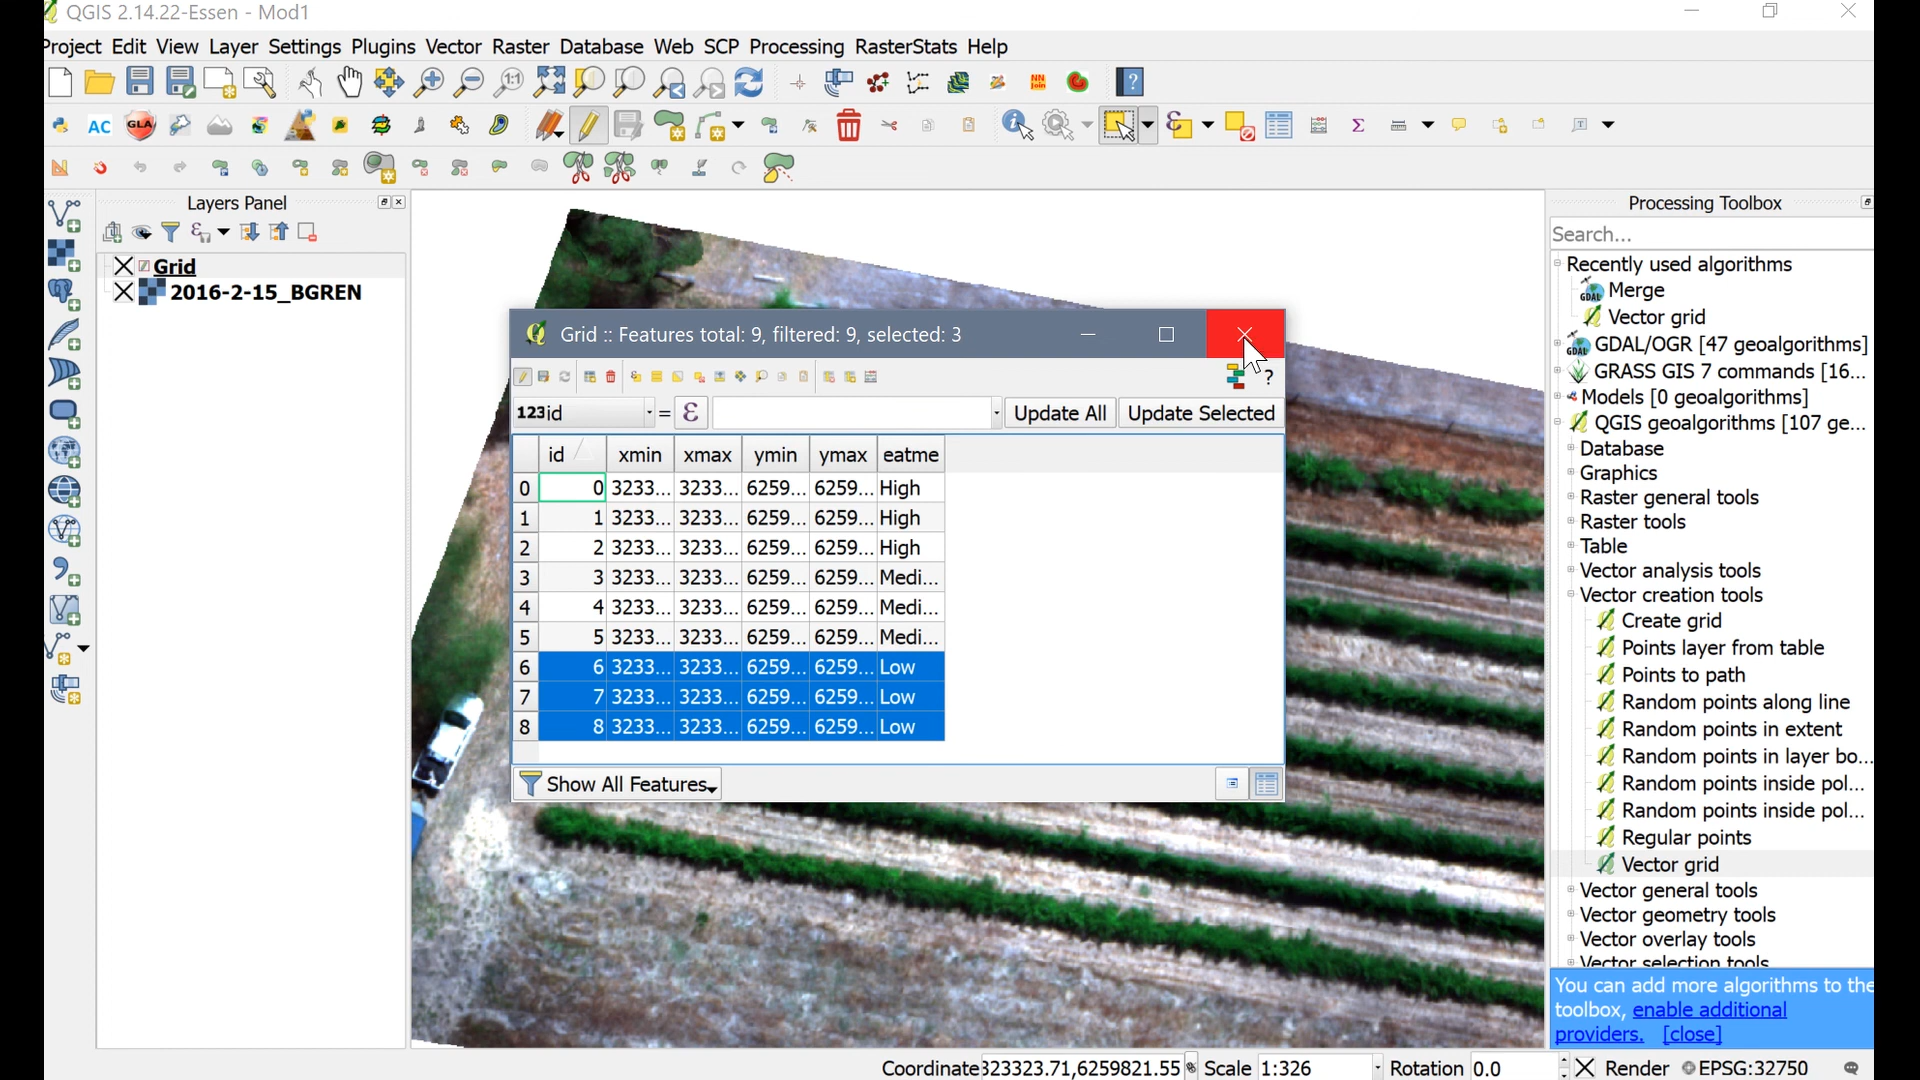 QGIS 2.14.22-Essen - Mod1
Project Edit View Layer Settings Plugins Vector Raster Database Web SCP Processing RasterStats Help
AC GLA
Layers Panel
Grid
2016-2-15_BGREN
Grid :: Features total: 9, filtered: 9, selected: 3
123 id = ε Update All Update Selected
id xmin xmax ymin ymax eatme
0 0 3233... 3233... 6259... 6259... High
1 1 3233... 3233... 6259... 6259... High
2 2 3233... 3233... 6259... 6259... High
3 3 3233... 3233... 6259... 6259... Medi...
4 4 3233... 3233... 6259... 6259... Medi...
5 5 3233... 3233... 6259... 6259... Medi...
6 6 3233... 3233... 6259... 6259... Low
7 7 3233... 3233... 6259... 6259... Low
8 8 3233... 3233... 6259... 6259... Low
Show All Features
Processing Toolbox
Search...
Recently used algorithms
Merge
Vector grid
GDAL/OGR [47 geoalgorithms]
GRASS GIS 7 commands [16...
Models [0 geoalgorithms]
QGIS geoalgorithms [107 ge...
Database
Graphics
Raster general tools
Raster tools
Table
Vector analysis tools
Vector creation tools
Create grid
Points layer from table
Points to path
Random points along line
Random points in extent
Random points in layer bo...
Random points inside pol...
Random points inside pol...
Regular points
Vector grid
Vector general tools
Vector geometry tools
Vector overlay tools
Vector selection tools
You can add more algorithms to the
toolbox, enable additional
providers. [close]
Coordinate 323323.71,6259821.55 Scale 1:326 Rotation 0.0 Render EPSG:32750